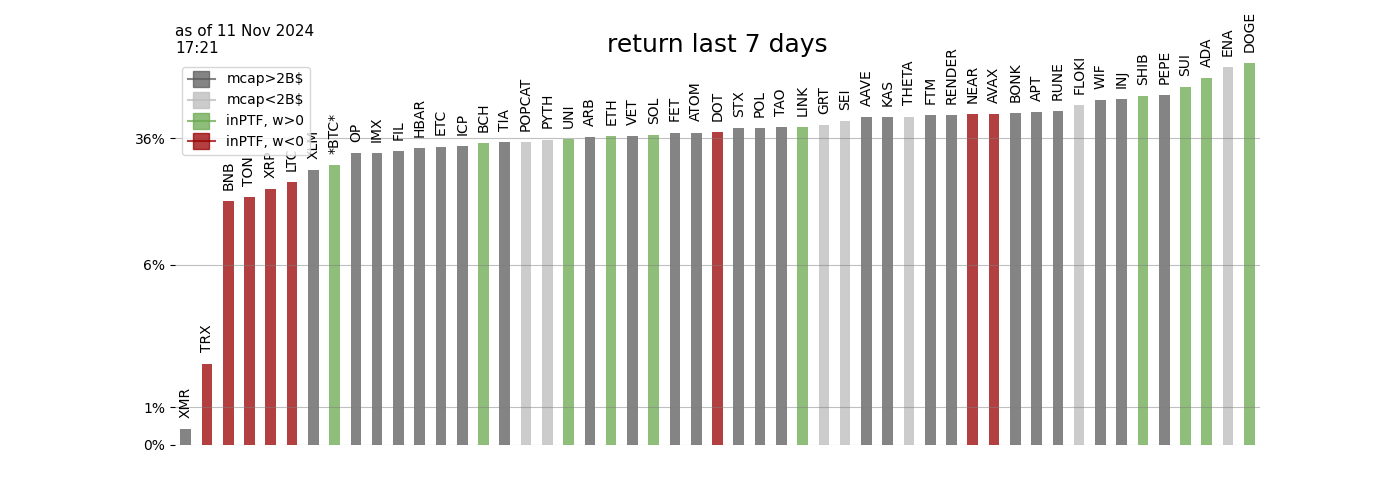 as of 11 Nov 2024
17:21
return last 7 days
mcap>2B$
mcap<2B$
inPTF, w>0
inPTF, w<0
36%
6%
1%
0%
XMR
TRX
BNB
TON
XRP
LTC
XLM
*BTC*
OP
IMX
FIL
HBAR
ETC
ICP
BCH
TIA
POPCAT
PYTH
UNI
ARB
ETH
VET
SOL
FET
ATOM
DOT
STX
POL
TAO
LINK
GRT
SEI
AAVE
KAS
THETA
FTM
RENDER
NEAR
AVAX
BONK
APT
RUNE
FLOKI
WIF
INJ
SHIB
PEPE
SUI
ADA
ENA
DOGE